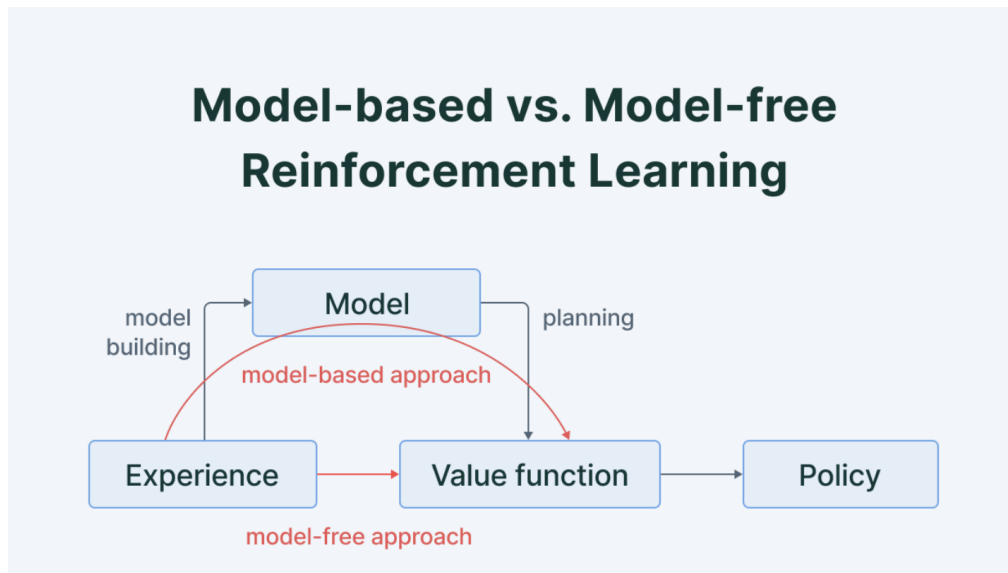 Model-based vs. Model-free
Reinforcement Learning
Model
model
building
planning
model-based approach
Experience
Value function
Policy
model-free approach